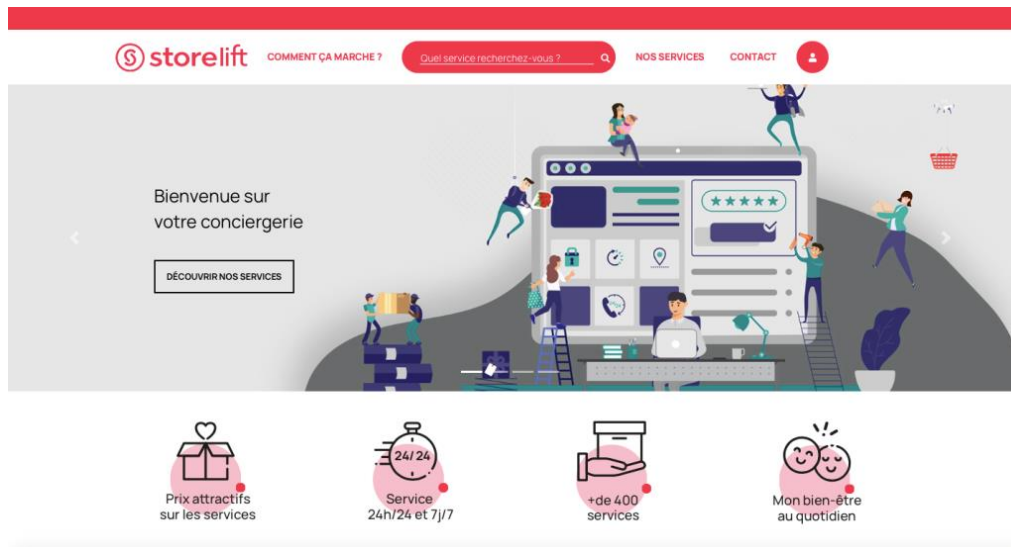 storelift
COMMENT ÇA MARCHE ?
Quel service recherchez-vous ?
NOS SERVICES
CONTACT
Bienvenue sur
votre conciergerie
DÉCOUVRIR NOS SERVICES
24/24
Prix attractifs
sur les services
Service
24h/24 et 7j/7
+de 400
services
Mon bien-être
au quotidien